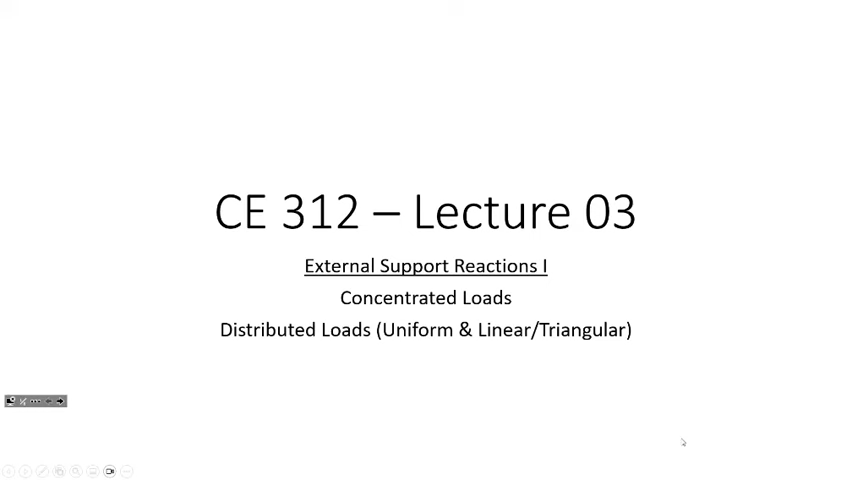 CE 312 – Lecture 03
External Support Reactions I
Concentrated Loads
Distributed Loads (Uniform & Linear/Triangular)